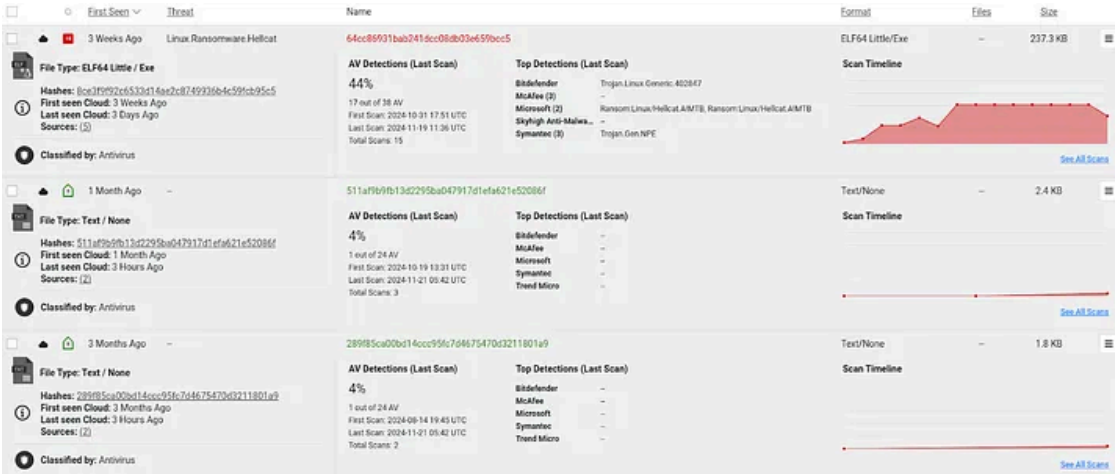 First Seen Threat Name Format Files Size
3 Weeks Ago Linux.Ransomware.Hellcat 64cc86931bab241dcc08db03e659bcc5 ELF64 Little/Exe – 237.3 KB
File Type: ELF64 Little / Exe
Hashes: 8ce3f9f92c6533d14ae2c8749936b4c59fcb95c5
First seen Cloud: 3 Weeks Ago
Last seen Cloud: 3 Days Ago
Sources: (5)
Classified by: Antivirus
AV Detections (Last Scan)
44%
17 out of 38 AV
First Scan: 2024-10-31 17:51 UTC
Last Scan: 2024-11-19 11:36 UTC
Total Scans: 15
Top Detections (Last Scan)
Bitdefender Trojan.Linux.Generic.402847
McAfee (3) –
Microsoft (2) Ransom:Linux/Hellcat.A!MTB, Ransom:Linux/Hellcat.A!MTB
Skyhigh Anti-Malwa... –
Symantec (3) Trojan.Gen.NPE
Scan Timeline
See All Scans
1 Month Ago – 511af9b9fb13d2295ba047917d1efa621e52086f Text/None – 2.4 KB
File Type: Text / None
Hashes: 511af9b9fb13d2295ba047917d1efa621e52086f
First seen Cloud: 1 Month Ago
Last seen Cloud: 3 Hours Ago
Sources: (2)
Classified by: Antivirus
AV Detections (Last Scan)
4%
1 out of 24 AV
First Scan: 2024-10-19 13:31 UTC
Last Scan: 2024-11-21 05:42 UTC
Total Scans: 3
Top Detections (Last Scan)
Bitdefender –
McAfee –
Microsoft –
Symantec –
Trend Micro –
Scan Timeline
See All Scans
3 Months Ago – 289f85ca00bd14ccc95fc7d4675470d3211801a9 Text/None – 1.8 KB
File Type: Text / None
Hashes: 289f85ca00bd14ccc95fc7d4675470d3211801a9
First seen Cloud: 3 Months Ago
Last seen Cloud: 3 Hours Ago
Sources: (2)
Classified by: Antivirus
AV Detections (Last Scan)
4%
1 out of 24 AV
First Scan: 2024-08-14 19:45 UTC
Last Scan: 2024-11-21 05:42 UTC
Total Scans: 2
Top Detections (Last Scan)
Bitdefender –
McAfee –
Microsoft –
Symantec –
Trend Micro –
Scan Timeline
See All Scans